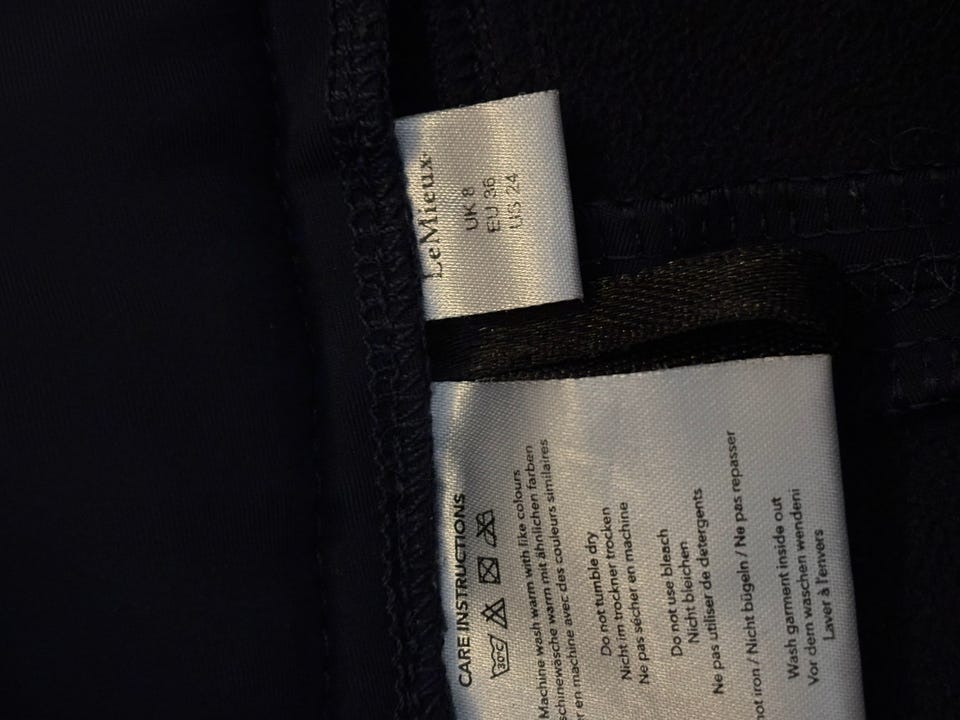 LeMieux
UK 8
EU 36
US 24
CARE INSTRUCTIONS
30°C
Machine wash warm with like colours
schinewäsche warm mit ähnlichen farben
er en machine avec des couleurs similaires
Do not tumble dry
Nicht im trockner trocken
Ne pas sécher en machine
Do not use bleach
Nicht bleichen
Ne pas utiliser de detergents
not iron / Nicht bügeln / Ne pas repasser
Wash garment inside out
Vor dem waschen wendeni
Laver à l'envers